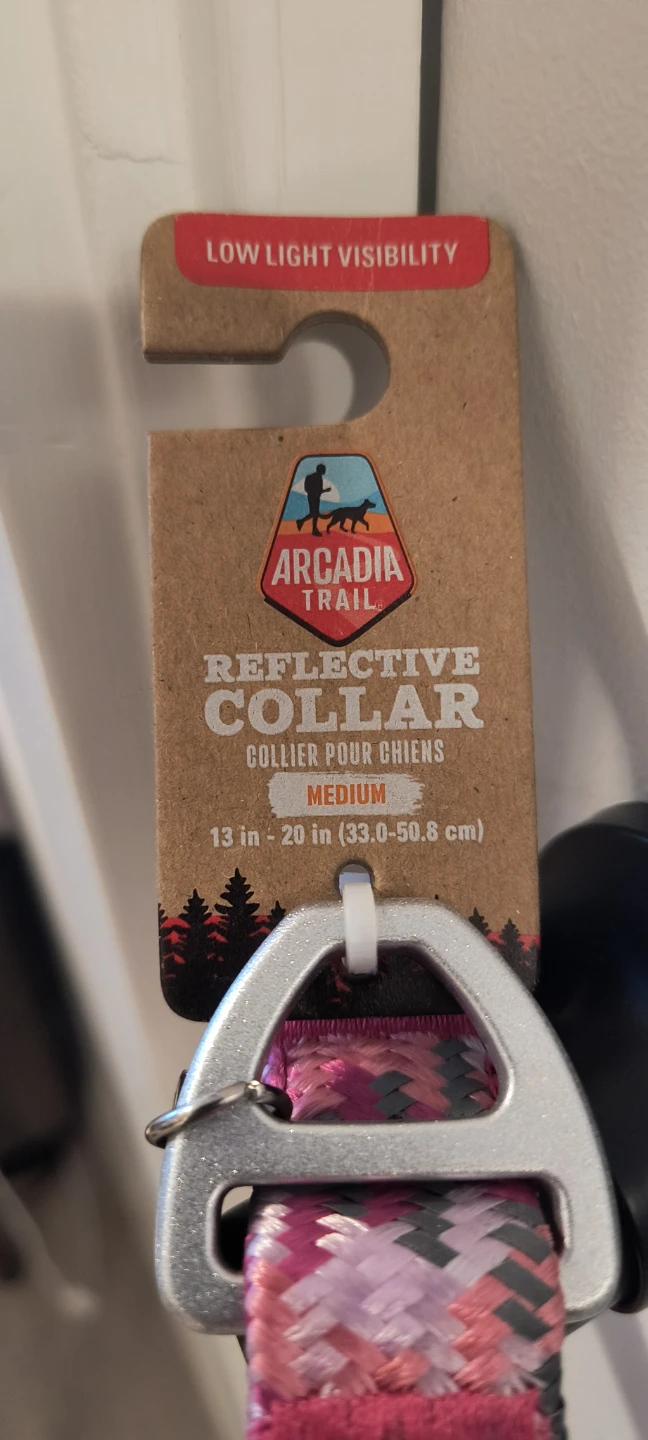 LOW LIGHT VISIBILITY
ARCADIA
TRAIL
REFLECTIVE
COLLAR
COLLIER POUR CHIENS
MEDIUM
13 in - 20 in (33.0-50.8 cm)